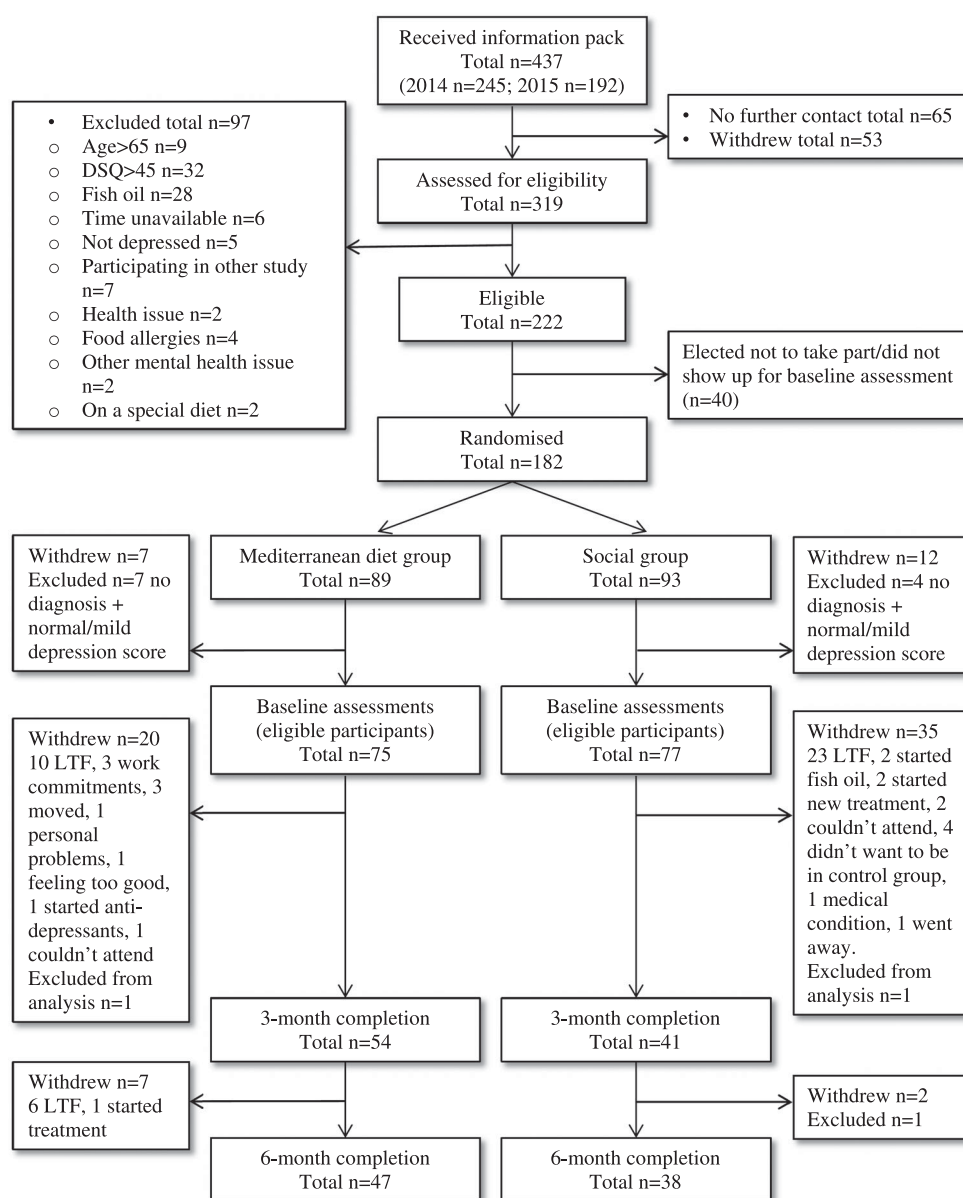 Received information pack
Total n=437
(2014 n=245; 2015 n=192)
• No further contact total n=65
• Withdrew total n=53
• Excluded total n=97
o Age>65 n=9
o DSQ>45 n=32
o Fish oil n=28
o Time unavailable n=6
o Not depressed n=5
o Participating in other study
n=7
o Health issue n=2
o Food allergies n=4
o Other mental health issue
n=2
o On a special diet n=2
Assessed for eligibility
Total n=319
Eligible
Total n=222
Elected not to take part/did not
show up for baseline assessment
(n=40)
Randomised
Total n=182
Withdrew n=7
Excluded n=7 no
diagnosis +
normal/mild
depression score
Mediterranean diet group
Total n=89
Social group
Total n=93
Withdrew n=12
Excluded n=4 no
diagnosis +
normal/mild
depression score
Baseline assessments
(eligible participants)
Total n=75
Baseline assessments
(eligible participants)
Total n=77
Withdrew n=20
10 LTF, 3 work
commitments, 3
moved, 1
personal
problems, 1
feeling too good,
1 started anti-
depressants, 1
couldn't attend
Excluded from
analysis n=1
Withdrew n=35
23 LTF, 2 started
fish oil, 2 started
new treatment, 2
couldn't attend, 4
didn't want to be
in control group,
1 medical
condition, 1 went
away.
Excluded from
analysis n=1
3-month completion
Total n=54
3-month completion
Total n=41
Withdrew n=7
6 LTF, 1 started
treatment
Withdrew n=2
Excluded n=1
6-month completion
Total n=47
6-month completion
Total n=38